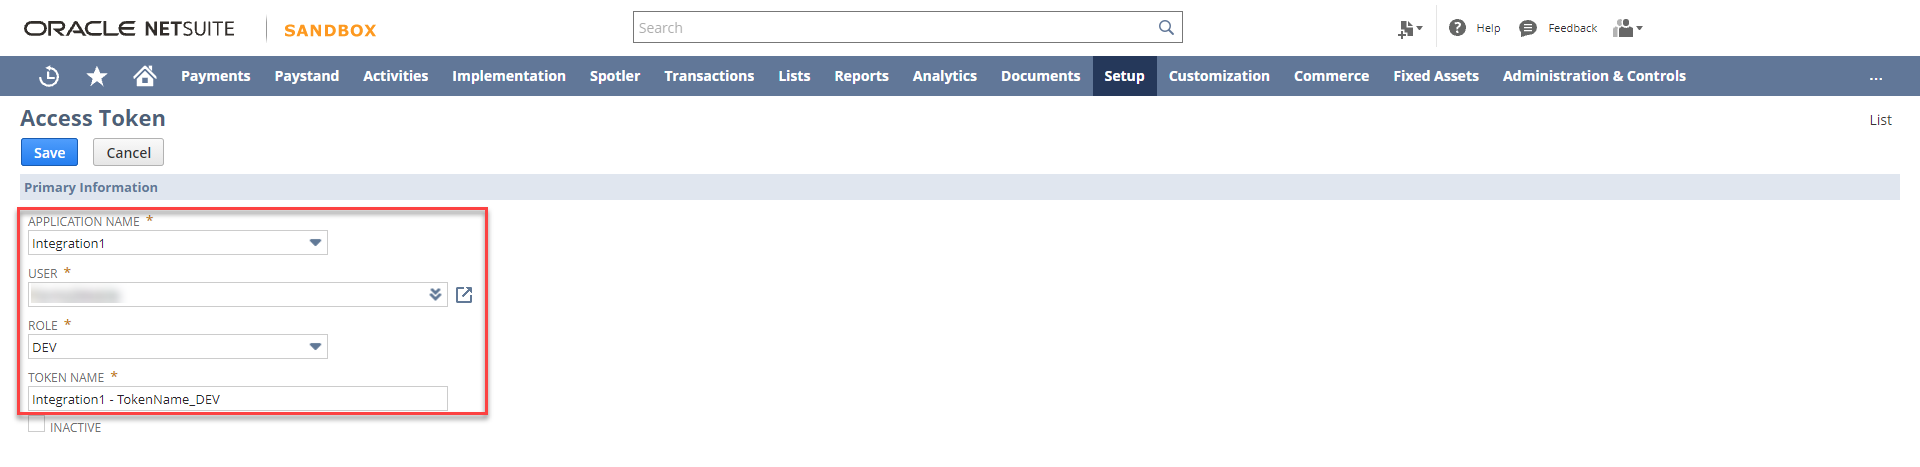 ORACLE NETSUITE SANDBOX Search Help Feedback
Payments Paystand Activities Implementation Spotler Transactions Lists Reports Analytics Documents Setup Customization Commerce Fixed Assets Administration & Controls ...
Access Token List
Save Cancel
Primary Information
APPLICATION NAME *
Integration1
USER *
ROLE *
DEV
TOKEN NAME *
Integration1 - TokenName_DEV
INACTIVE